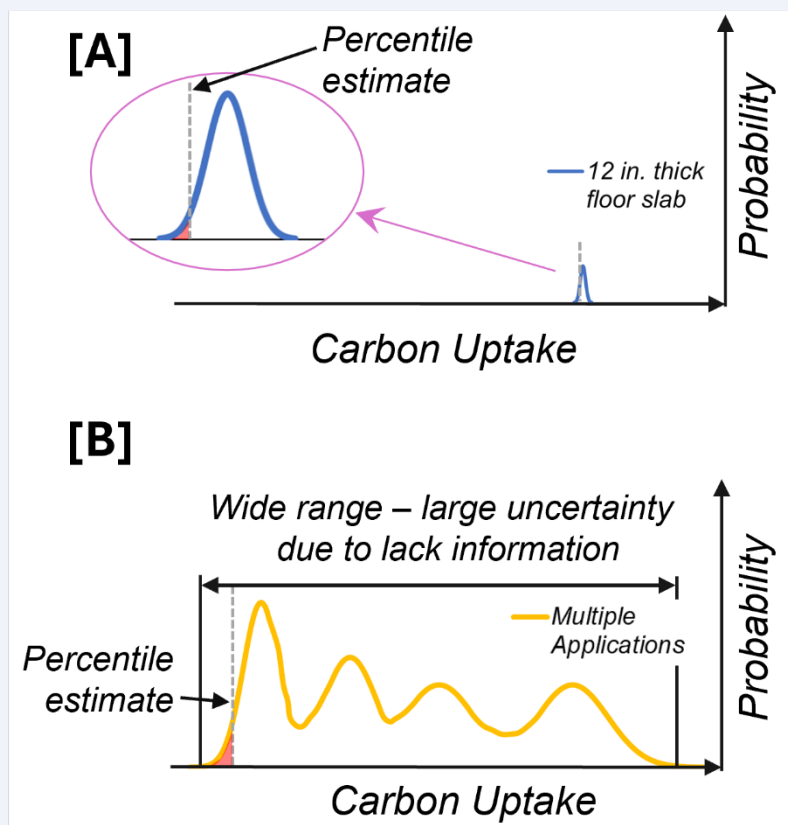 [A]
Percentile
estimate
Probability
12 in. thick
floor slab
Carbon Uptake
[B]
Wide range – large uncertainty
due to lack information
Probability
Multiple
Applications
Percentile
estimate
Carbon Uptake